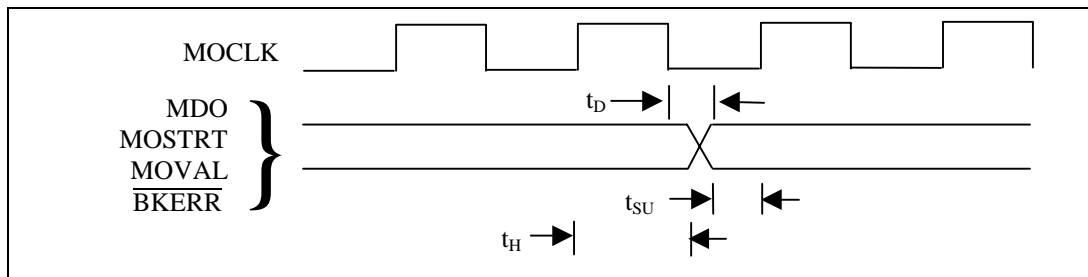 MOCLK
MDO
MOSTRT
MOVAL
BKERR
tD
tSU
tH